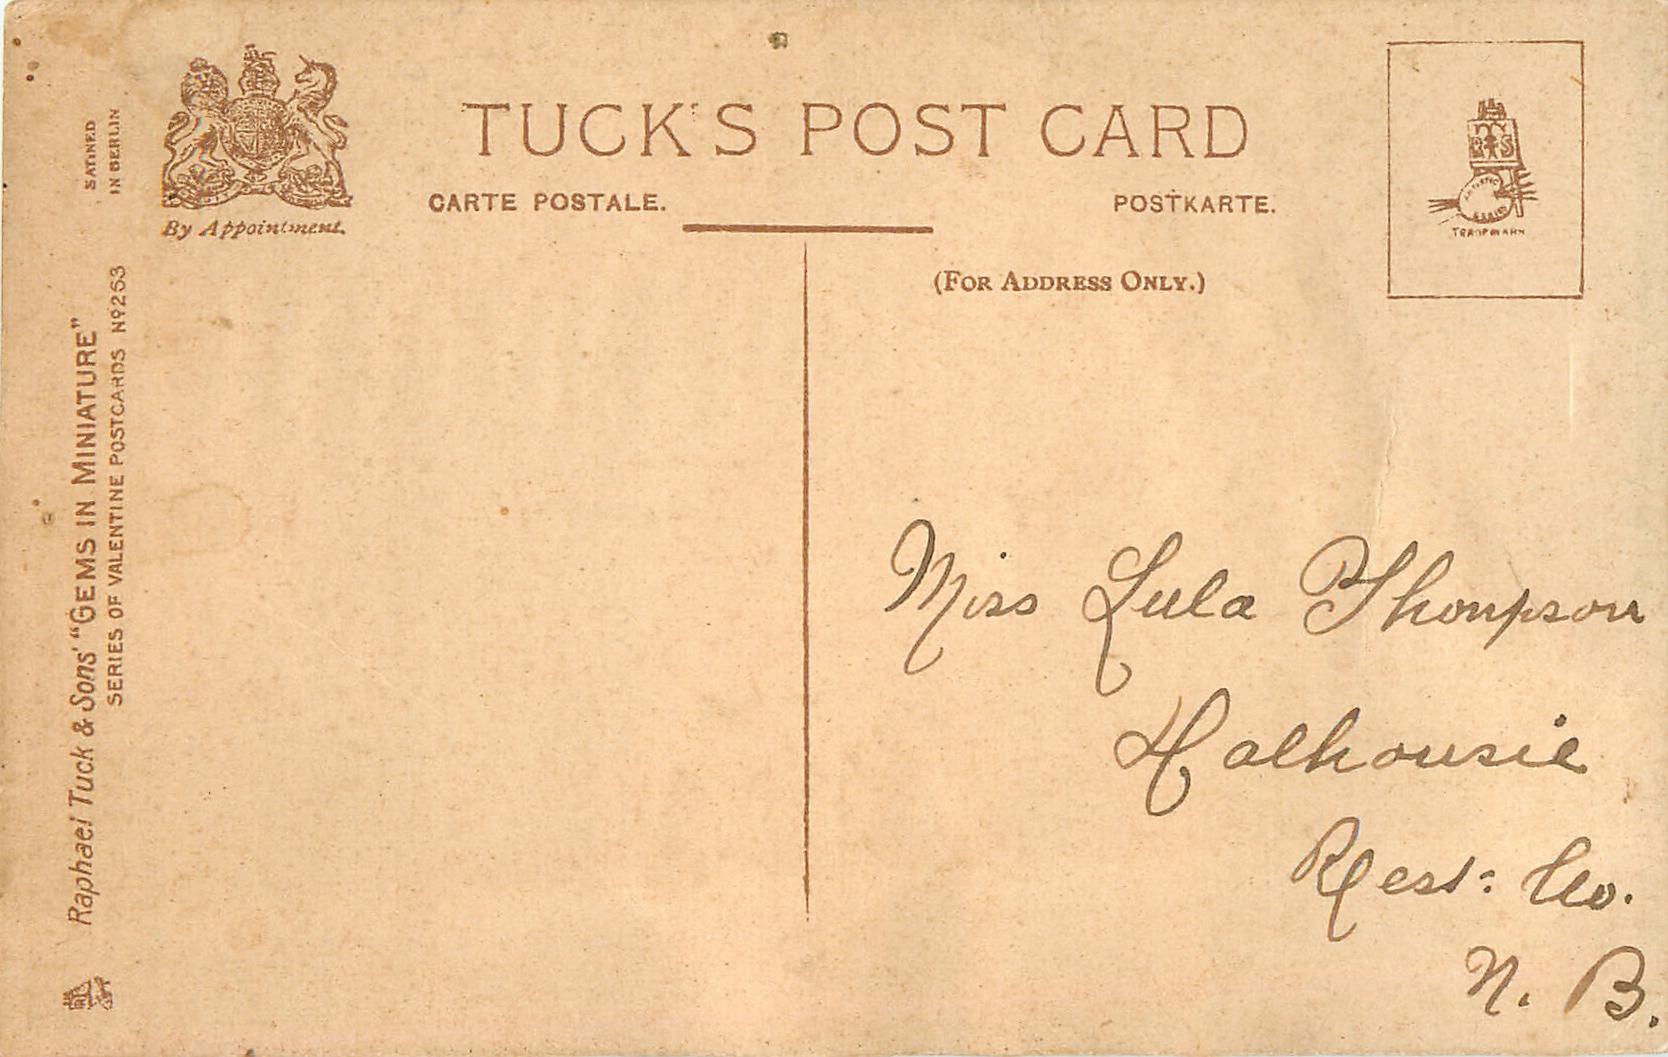 TUCK'S POST CARD
CARTE POSTALE.
POSTKARTE.
(FOR ADDRESS ONLY.)
By Appointment.
SATINED
IN BERLIN
Raphael Tuck & Sons' "GEMS IN MINIATURE"
SERIES OF VALENTINE POSTCARDS Nº263
Miss Lula Thompson
Dalhousie
Rest: Co.
N. B.